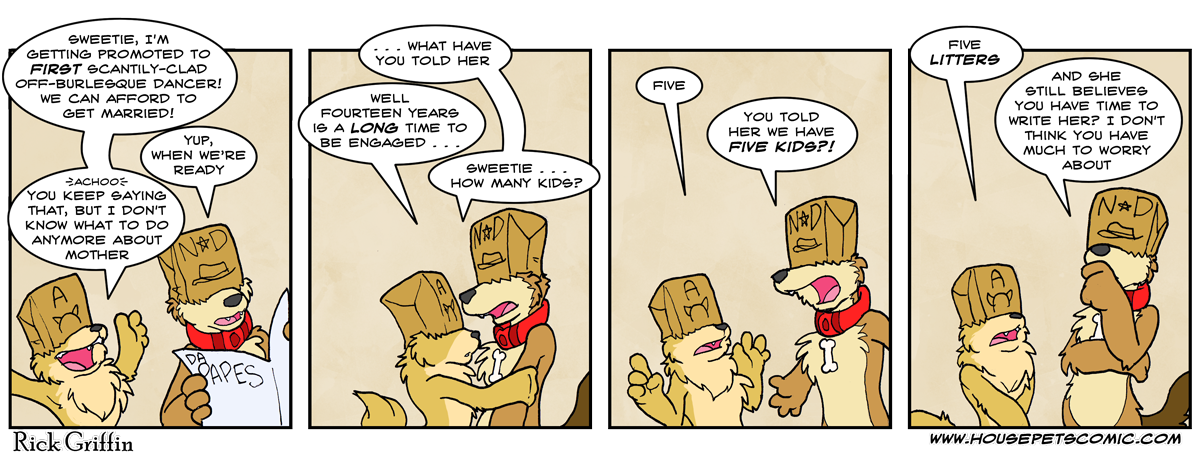 SWEETIE, I'M
GETTING PROMOTED TO
FIRST SCANTILY-CLAD
OFF-BURLESQUE DANCER!
WE CAN AFFORD TO
GET MARRIED!
YUP,
WHEN WE'RE
READY
ACHOO
YOU KEEP SAYING
THAT, BUT I DON'T
KNOW WHAT TO DO
ANYMORE ABOUT
MOTHER
N☆D
A
DA
PAPES
. . . WHAT HAVE
YOU TOLD HER
WELL
FOURTEEN YEARS
IS A LONG TIME TO
BE ENGAGED . . .
SWEETIE . . .
HOW MANY KIDS?
N☆D
A
FIVE
YOU TOLD
HER WE HAVE
FIVE KIDS?!
N☆D
A
FIVE
LITTERS
AND SHE
STILL BELIEVES
YOU HAVE TIME TO
WRITE HER? I DON'T
THINK YOU HAVE
MUCH TO WORRY
ABOUT
N☆D
A
Rick Griffin
WWW.HOUSEPETSCOMIC.COM